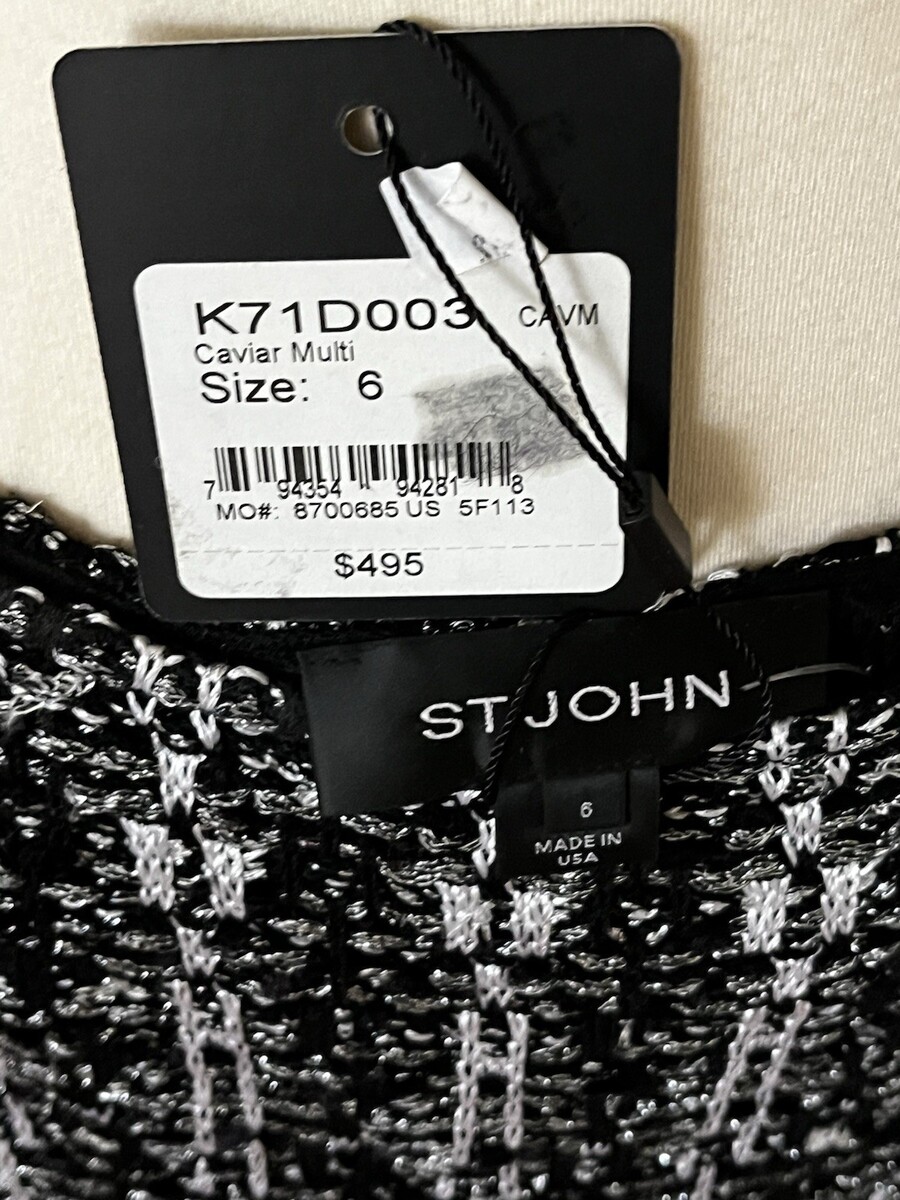 K71D003 CAVM
Caviar Multi
Size: 6
7 94354 94281 8
MO#: 8700685 US 5F113
$495
ST JOHN
6
MADE IN
USA